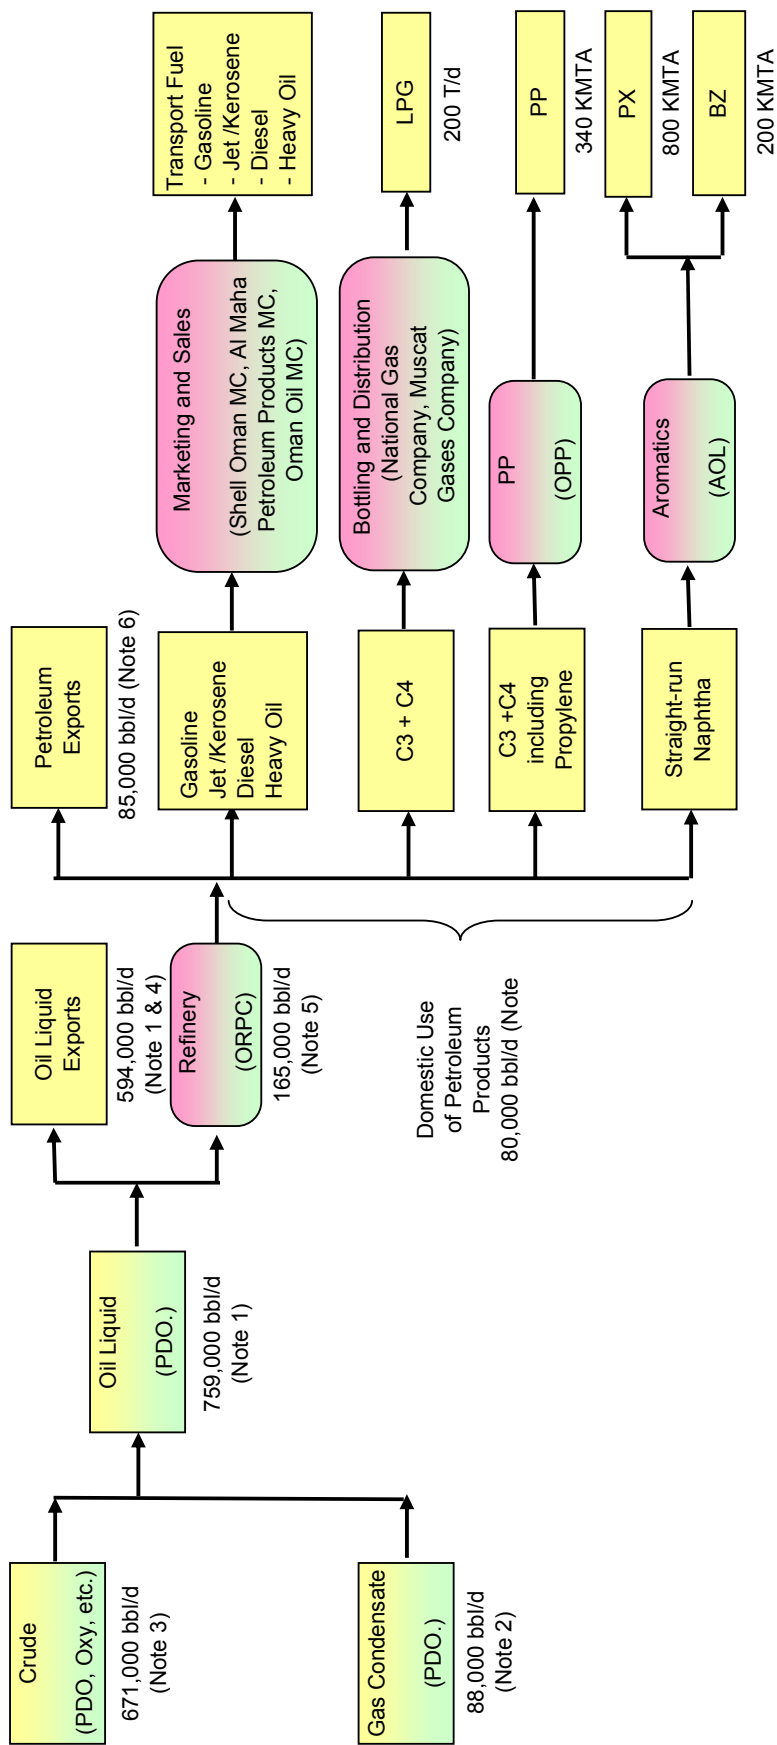 Crude
(PDO, Oxy, etc.)
671,000 bbl/d
(Note 3)
Gas Condensate
(PDO.)
88,000 bbl/d
(Note 2)
Oil Liquid
(PDO.)
759,000 bbl/d
(Note 1)
Oil Liquid
Exports
594,000 bbl/d
(Note 1 & 4)
Refinery
(ORPC)
165,000 bbl/d
(Note 5)
Domestic Use
of Petroleum
Products
80,000 bbl/d (Note
Petroleum
Exports
85,000 bbl/d (Note 6)
Gasoline
Jet /Kerosene
Diesel
Heavy Oil
C3 + C4
C3 +C4
including
Propylene
Straight-run
Naphtha
Marketing and Sales
(Shell Oman MC, Al Maha
Petroleum Products MC,
Oman Oil MC)
Bottling and Distribution
(National Gas
Company, Muscat
Gases Company)
PP
(OPP)
Aromatics
(AOL)
Transport Fuel
- Gasoline
- Jet /Kerosene
- Diesel
- Heavy Oil
LPG
200 T/d
PP
340 KMTA
PX
800 KMTA
BZ
200 KMTA